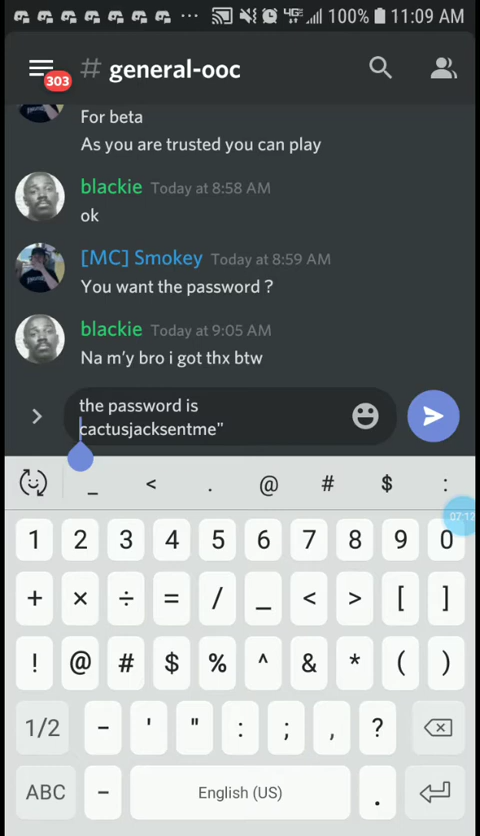 4G 100% 11:09 AM
303
# general-ooc
For beta
As you are trusted you can play
blackie Today at 8:58 AM
ok
[MC] Smokey Today at 8:59 AM
You want the password ?
blackie Today at 9:05 AM
Na m'y bro i got thx btw
the password is
cactusjacksentme"
_ < . @ # $ :
07:12
1 2 3 4 5 6 7 8 9 0
+ × ÷ = / _ < > [ ]
! @ # $ % ^ & * ( )
1/2 - ' " : ; , ?
ABC - English (US) .